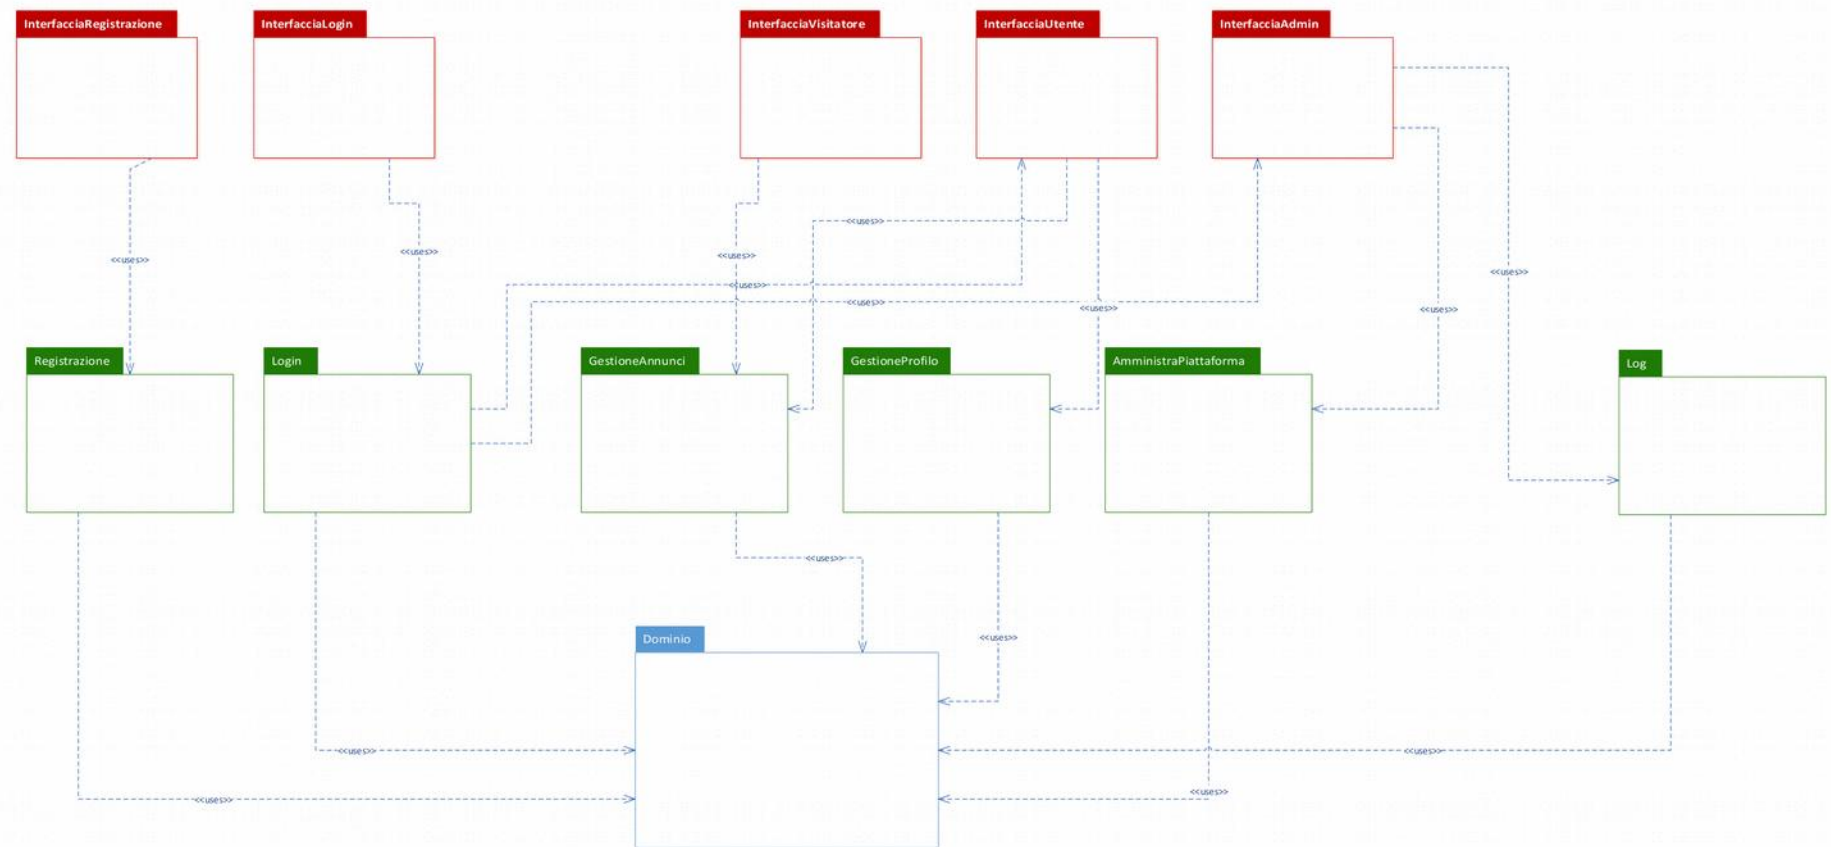 InterfacciaRegistrazione
InterfacciaLogin
InterfacciaVisitatore
InterfacciaUtente
InterfacciaAdmin
<<uses>>
<<uses>>
<<uses>>
<<uses>>
<<uses>>
<<uses>>
<<uses>>
<<uses>>
<<uses>>
<<uses>>
Registrazione
Login
GestioneAnnunci
GestioneProfilo
AmministraPiattaforma
Log
<<uses>>
Dominio
<<uses>>
<<uses>>
<<uses>>
<<uses>>
<<uses>>